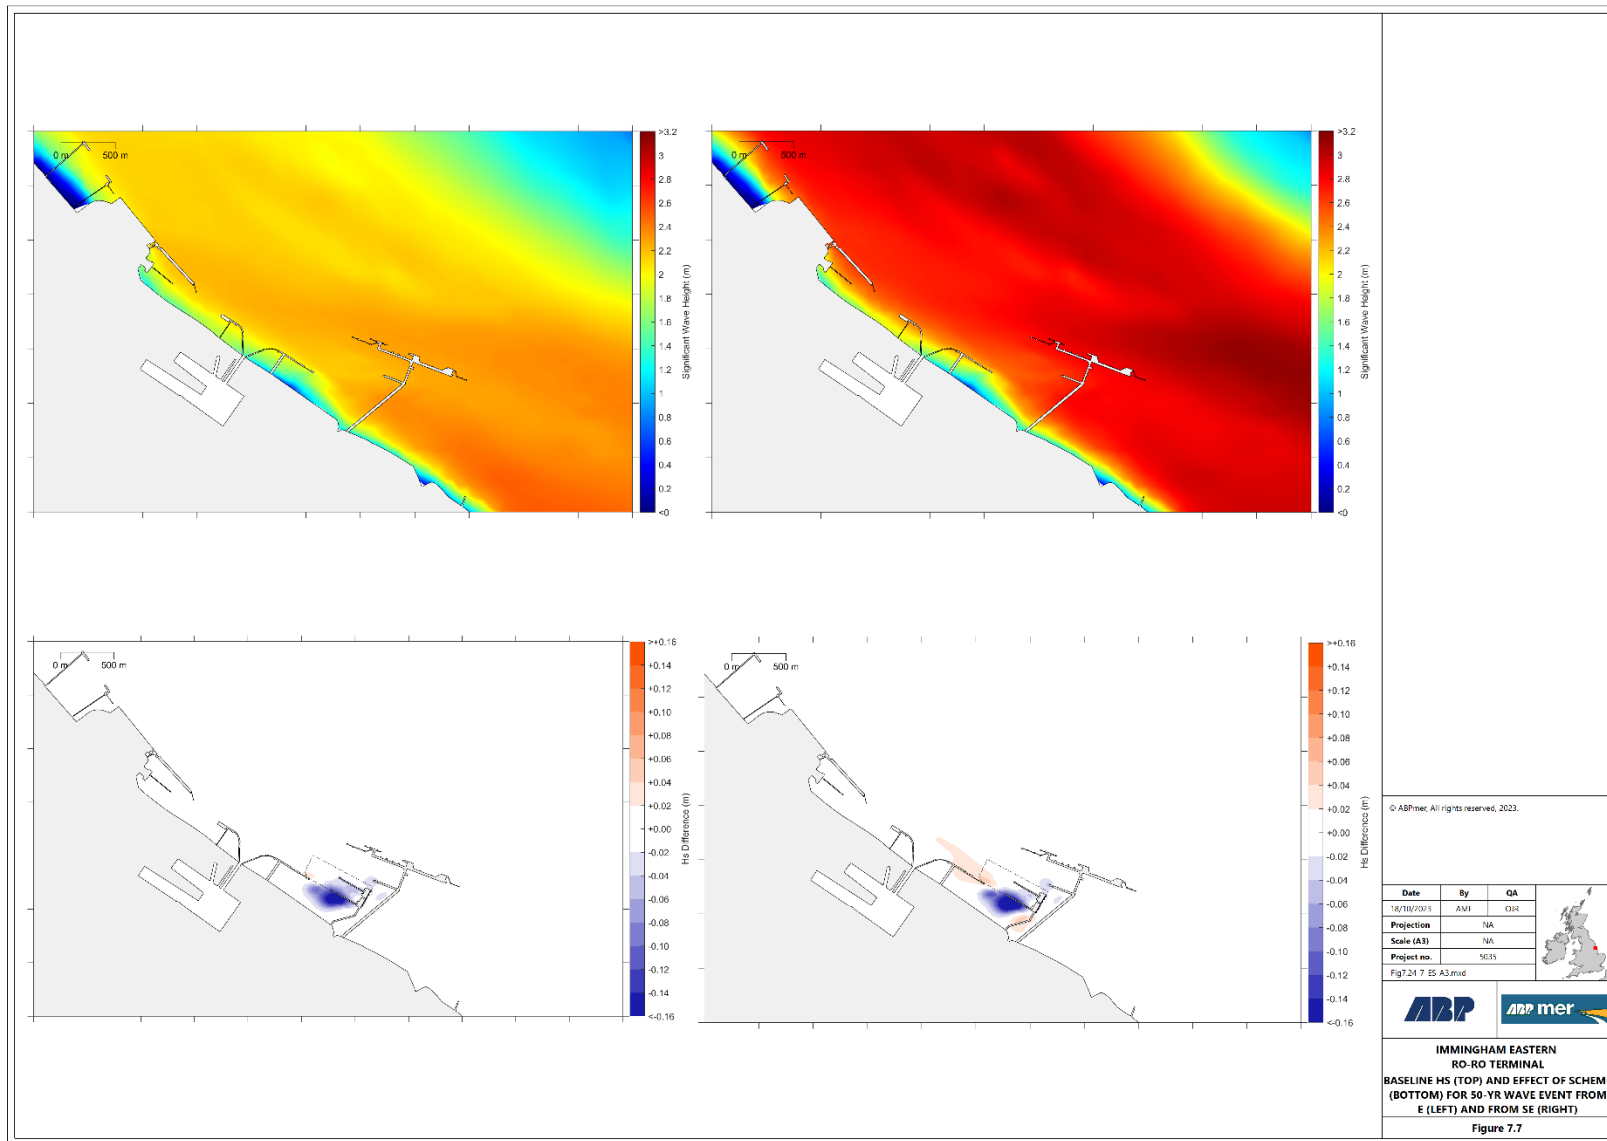 0 m 500 m
>3.2
3
2.8
2.6
2.4
2.2
2
1.8
1.6
1.4
1.2
1
0.8
0.6
0.4
0.2
<0
Significant Wave Height (m)
0 m 500 m
>3.2
3
2.8
2.6
2.4
2.2
2
1.8
1.6
1.4
1.2
1
0.8
0.6
0.4
0.2
<0
Significant Wave Height (m)
0 m 500 m
>+0.16
+0.14
+0.12
+0.10
+0.08
+0.06
+0.04
+0.02
+0.00
-0.02
-0.04
-0.06
-0.08
-0.10
-0.12
-0.14
<-0.16
Hs Difference (m)
0 m 500 m
>+0.16
+0.14
+0.12
+0.10
+0.08
+0.06
+0.04
+0.02
+0.00
-0.02
-0.04
-0.06
-0.08
-0.10
-0.12
-0.14
<-0.16
Hs Difference (m)
© ABPmer, All rights reserved, 2023.
Date By QA
18/10/2023 AMF OJR
Projection NA
Scale (A3) NA
Project no. 5035
Fig7.24_7_ES_A3.mxd
ABP
ABP mer
IMMINGHAM EASTERN
RO-RO TERMINAL
BASELINE HS (TOP) AND EFFECT OF SCHEM
(BOTTOM) FOR 50-YR WAVE EVENT FROM
E (LEFT) AND FROM SE (RIGHT)
Figure 7.7